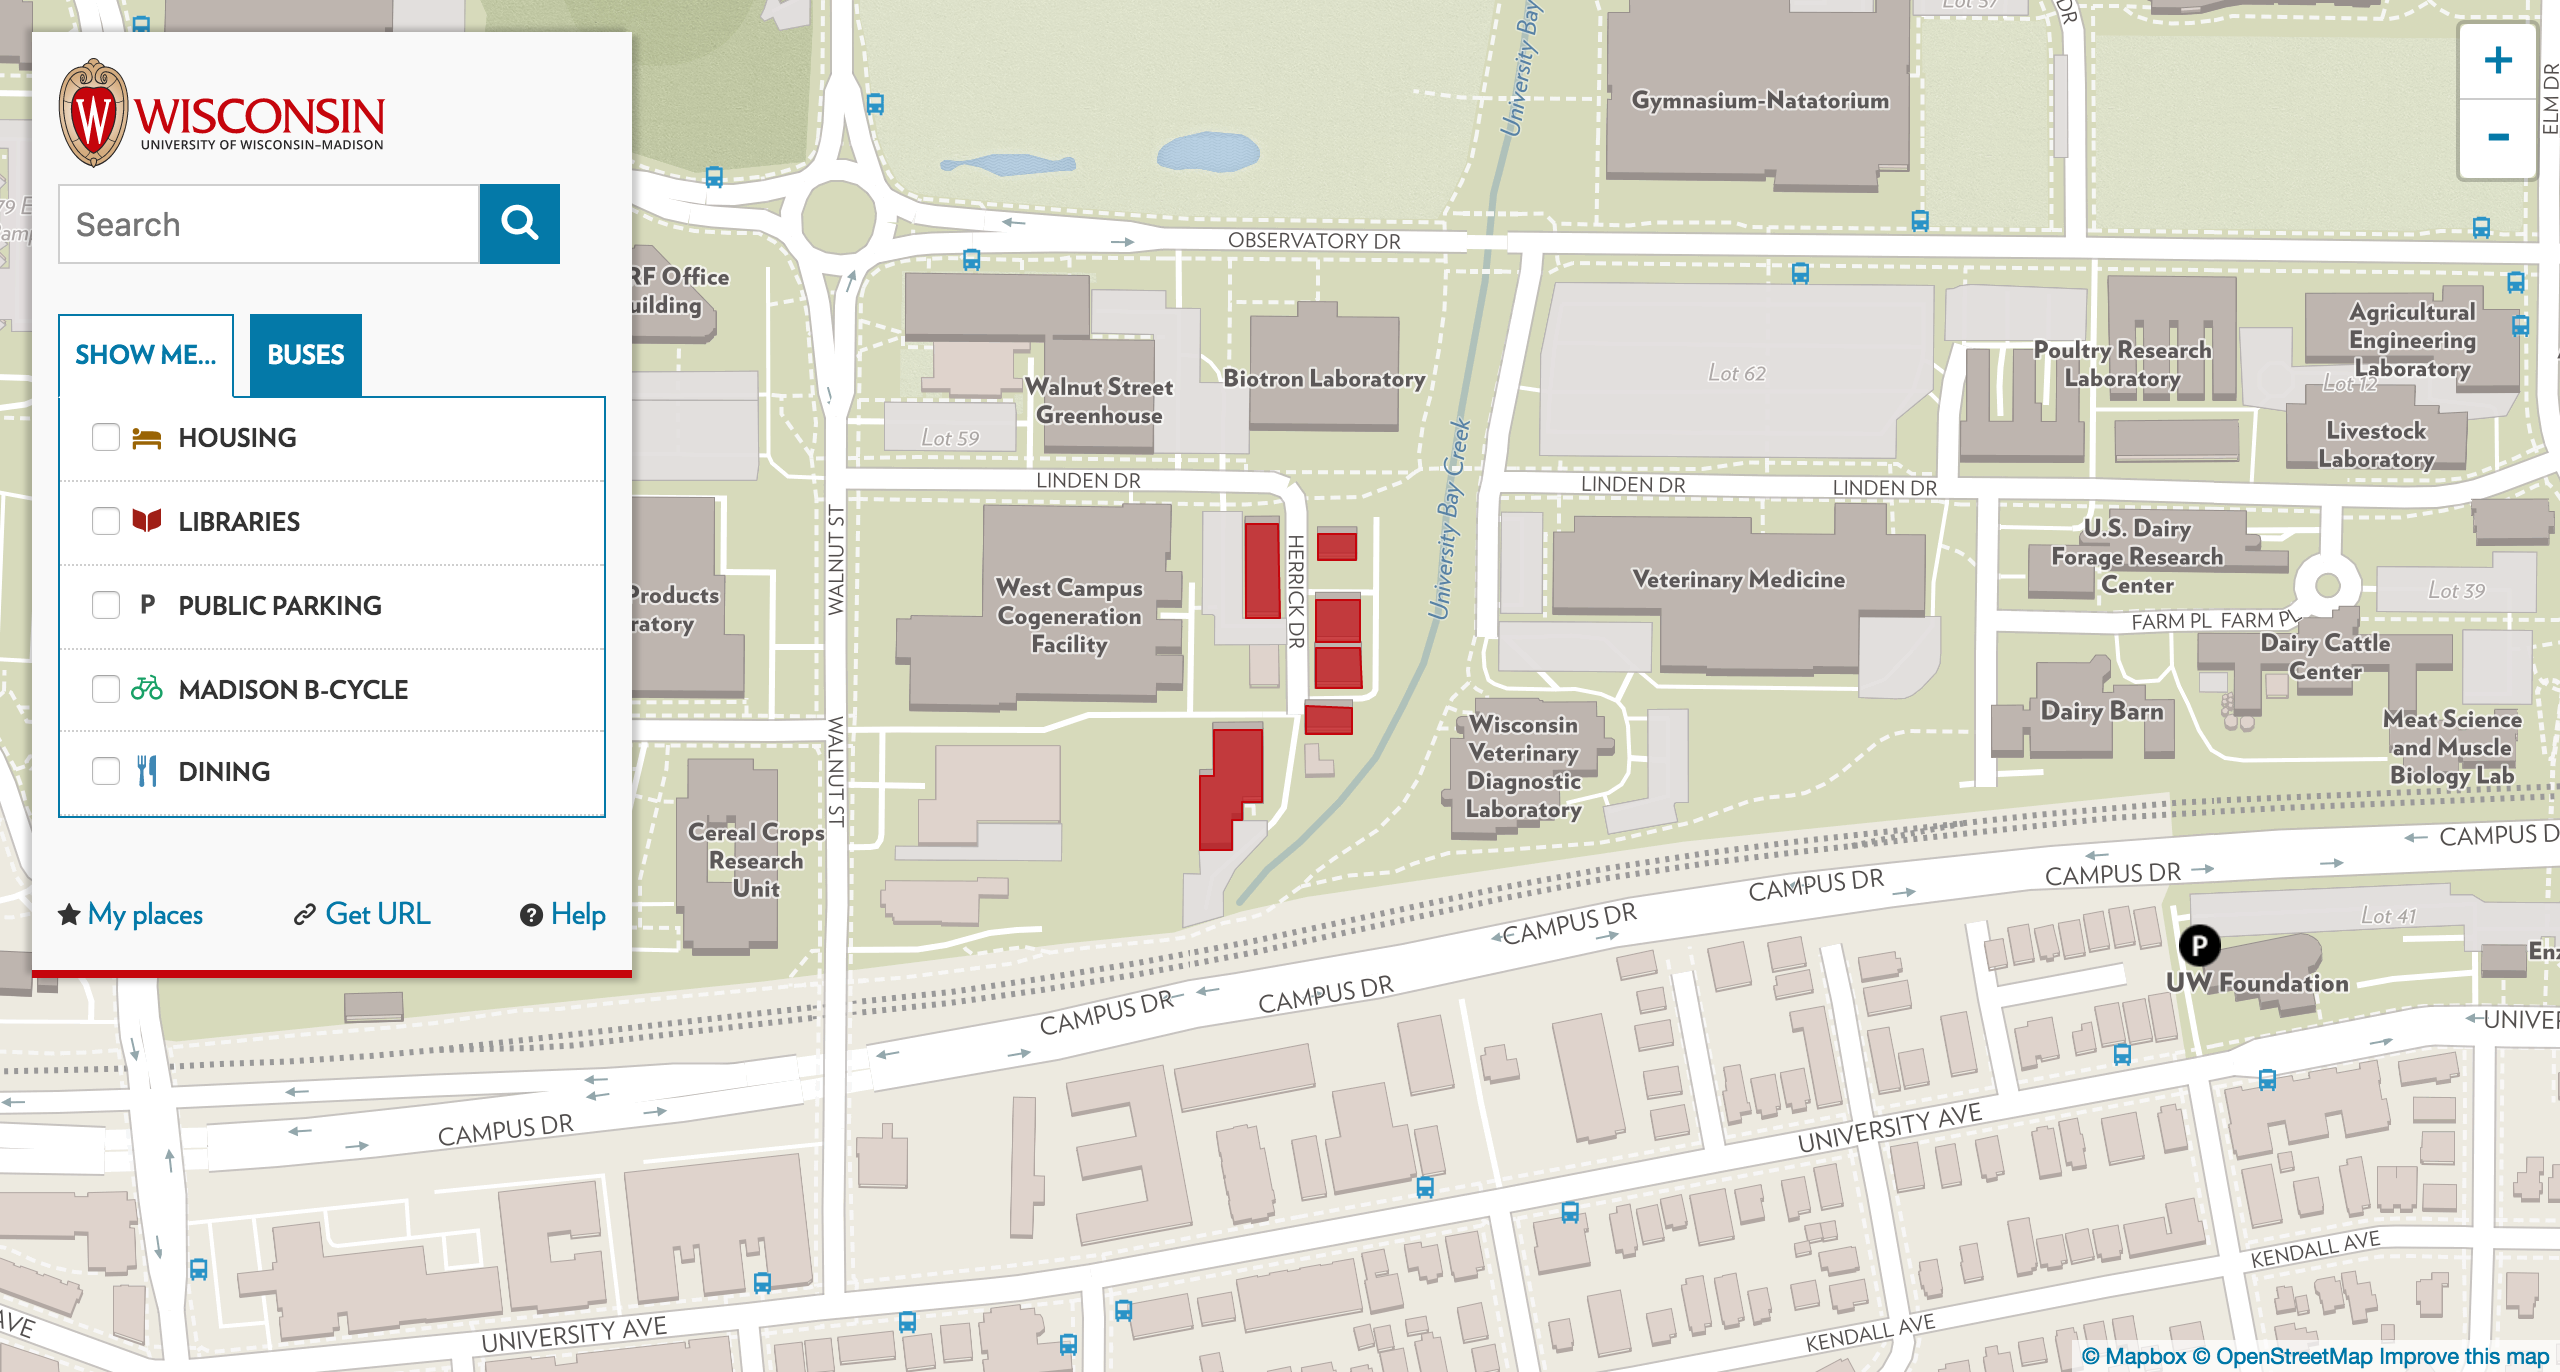 WISCONSIN
UNIVERSITY OF WISCONSIN–MADISON
Search
SHOW ME...
BUSES
HOUSING
LIBRARIES
P PUBLIC PARKING
MADISON B-CYCLE
DINING
My places
Get URL
? Help
+
−
ELM DR
DR
University Bay
Gymnasium-Natatorium
OBSERVATORY DR
RF Office
uilding
Walnut Street
Greenhouse
Biotron Laboratory
Lot 59
Lot 62
Poultry Research
Laboratory
Agricultural
Engineering
Laboratory
Lot 12
Livestock
Laboratory
University Bay Creek
LINDEN DR
LINDEN DR
LINDEN DR
WALNUT ST
HERRICK DR
Products
ratory
West Campus
Cogeneration
Facility
Veterinary Medicine
U.S. Dairy
Forage Research
Center
Lot 39
FARM PL
FARM PL
Dairy Cattle
Center
Dairy Barn
Meat Science
and Muscle
Biology Lab
Wisconsin
Veterinary
Diagnostic
Laboratory
WALNUT ST
Cereal Crops
Research
Unit
CAMPUS D
CAMPUS DR
CAMPUS DR
CAMPUS DR
CAMPUS DR
CAMPUS DR
CAMPUS DR
Lot 41
P
UW Foundation
Enz
UNIVER
UNIVERSITY AVE
UNIVERSITY AVE
KENDALL AVE
KENDALL AVE
AVE
© Mapbox © OpenStreetMap Improve this map